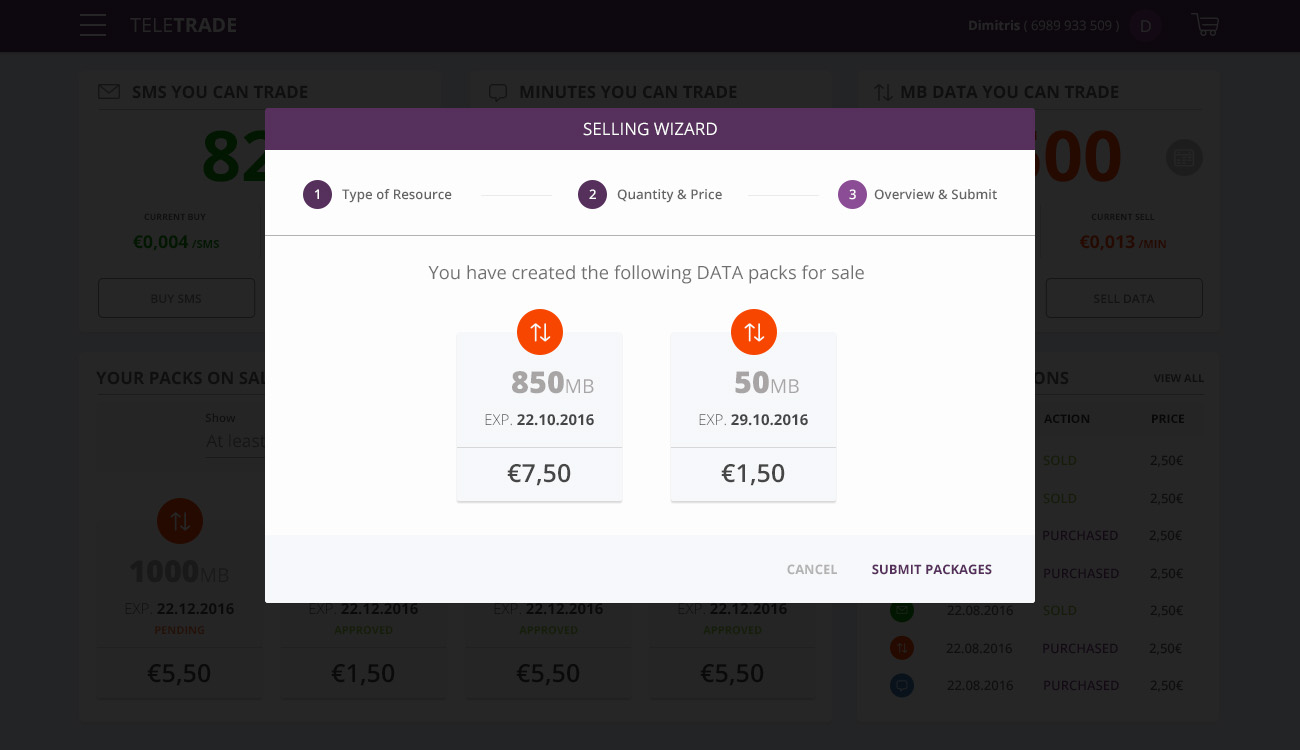 TELETRADE
Dimitris ( 6989 933 509 ) D
SMS YOU CAN TRADE
MINUTES YOU CAN TRADE
MB DATA YOU CAN TRADE
CURRENT BUY
€0,004 /SMS
BUY SMS
CURRENT SELL
€0,013 /MIN
SELL DATA
SELLING WIZARD
1 Type of Resource
2 Quantity & Price
3 Overview & Submit
You have created the following DATA packs for sale
850MB
EXP. 22.10.2016
€7,50
50MB
EXP. 29.10.2016
€1,50
CANCEL
SUBMIT PACKAGES
YOUR PACKS ON
Show
At least
1000MB
EXP. 22.12.2016
PENDING
€5,50
EXP. 22.12.2016
APPROVED
€1,50
EXP. 22.12.2016
APPROVED
€5,50
EXP. 22.12.2016
APPROVED
€5,50
VIEW ALL
ACTION PRICE
SOLD 2,50€
SOLD 2,50€
PURCHASED 2,50€
PURCHASED 2,50€
22.08.2016 SOLD 2,50€
22.08.2016 PURCHASED 2,50€
22.08.2016 PURCHASED 2,50€